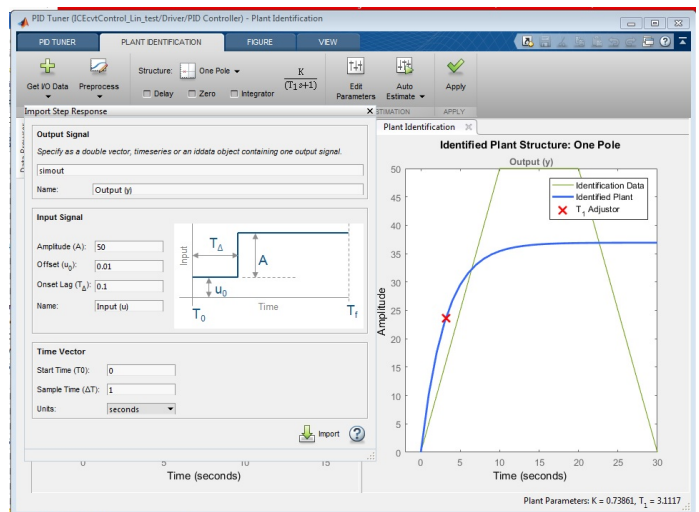 PID Tuner (ICEcvtControl_Lin_test/Driver/PID Controller) - Plant Identification
PID TUNER PLANT IDENTIFICATION FIGURE VIEW
Get I/O Data
Preprocess
Structure: One Pole
Delay Zero Integrator
K
(T1s+1)
Edit
Parameters
Auto
Estimate
Apply
APPLY
Import Step Response
Output Signal
Specify as a double vector, timeseries or an iddata object containing one output signal.
simout
Name: Output (y)
Input Signal
Amplitude (A): 50
Offset (u0): 0.01
Onset Lag (TΔ): 0.1
Name: Input (u)
Input
TΔ
A
u0
Time
T0
Tf
Time Vector
Start Time (T0): 0
Sample Time (ΔT): 1
Units: seconds
Import
0 5 10 15
Time (seconds)
Plant Identification
Identified Plant Structure: One Pole
Output (y)
Identification Data
Identified Plant
T1 Adjustor
Amplitude
50
45
40
35
30
25
20
15
10
5
0
0 5 10 15 20 25 30
Time (seconds)
Plant Parameters: K = 0.73861, T1 = 3.1117